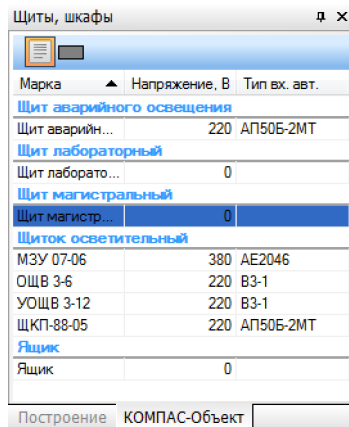 Щиты, шкафы
Марка Напряжение, В Тип вх. авт.
Щит аварийного освещения
Щит аварийн... 220 АП50Б-2МТ
Щит лабораторный
Щит лаборато... 0
Щит магистральный
Щит магистр... 0
Щиток осветительный
МЗУ 07-06 380 АЕ2046
ОЩВ 3-6 220 ВЗ-1
УОЩВ 3-12 220 ВЗ-1
ЩКП-88-05 220 АП50Б-2МТ
Ящик
Ящик 0
Построение КОМПАС-Объект